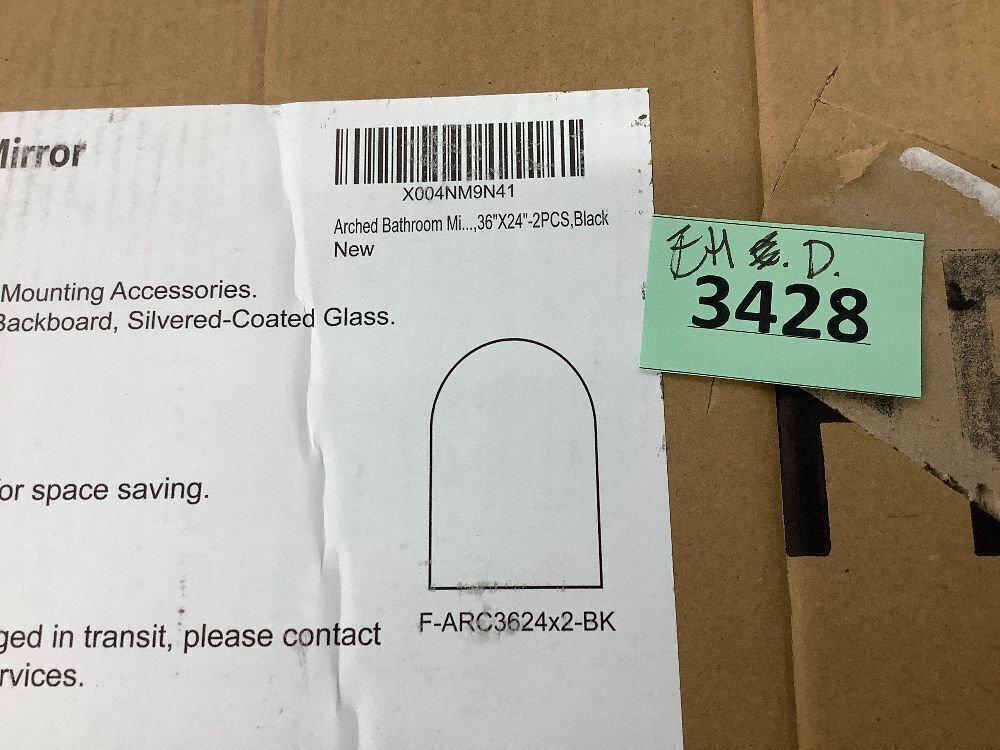 Mirror
X004NM9N41
Arched Bathroom Mi...,36"X24"-2PCS,Black
New
Mounting Accessories.
Backboard, Silvered-Coated Glass.
or space saving.
F-ARC3624x2-BK
ged in transit, please contact
rvices.
EH D.
3428